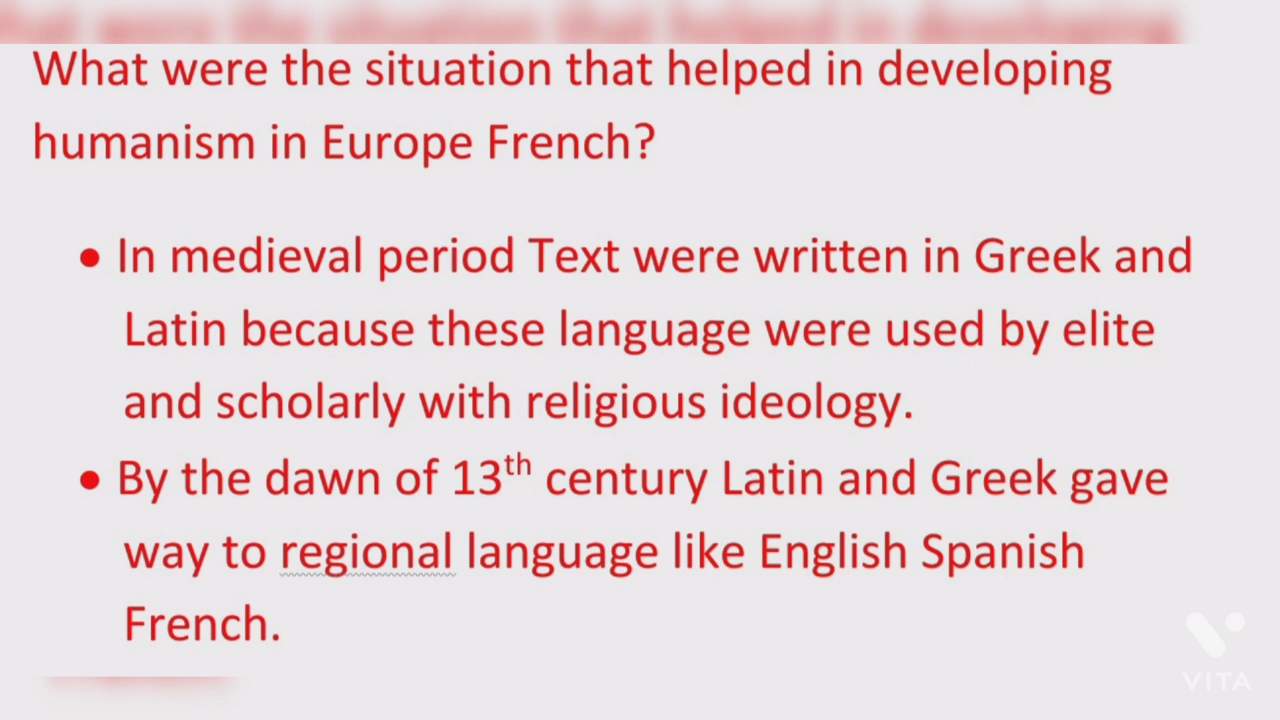 What were the situation that helped in developing
humanism in Europe French?
• In medieval period Text were written in Greek and
Latin because these language were used by elite
and scholarly with religious ideology.
• By the dawn of 13th century Latin and Greek gave
way to regional language like English Spanish
French.
VITA